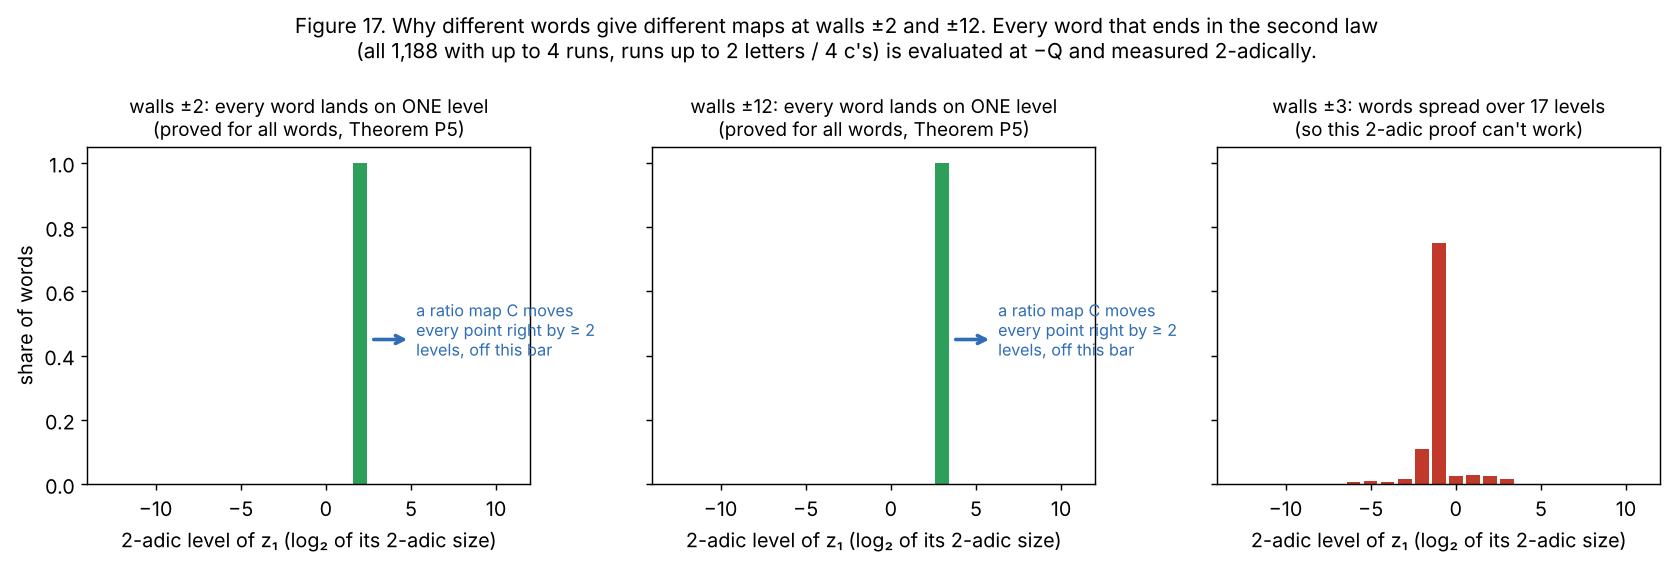 Figure 17. Why different words give different maps at walls ±2 and ±12. Every word that ends in the second law
(all 1,188 with up to 4 runs, runs up to 2 letters / 4 c's) is evaluated at −Q and measured 2-adically.
walls ±2: every word lands on ONE level
(proved for all words, Theorem P5)
share of words
1.0
0.8
0.6
0.4
0.2
0.0
a ratio map C moves
every point right by ≥ 2
levels, off this bar
−10
−5
0
5
10
2-adic level of z₁ (log₂ of its 2-adic size)
walls ±12: every word lands on ONE level
(proved for all words, Theorem P5)
a ratio map C moves
every point right by ≥ 2
levels, off this bar
−10
−5
0
5
10
2-adic level of z₁ (log₂ of its 2-adic size)
walls ±3: words spread over 17 levels
(so this 2-adic proof can't work)
−10
−5
0
5
10
2-adic level of z₁ (log₂ of its 2-adic size)